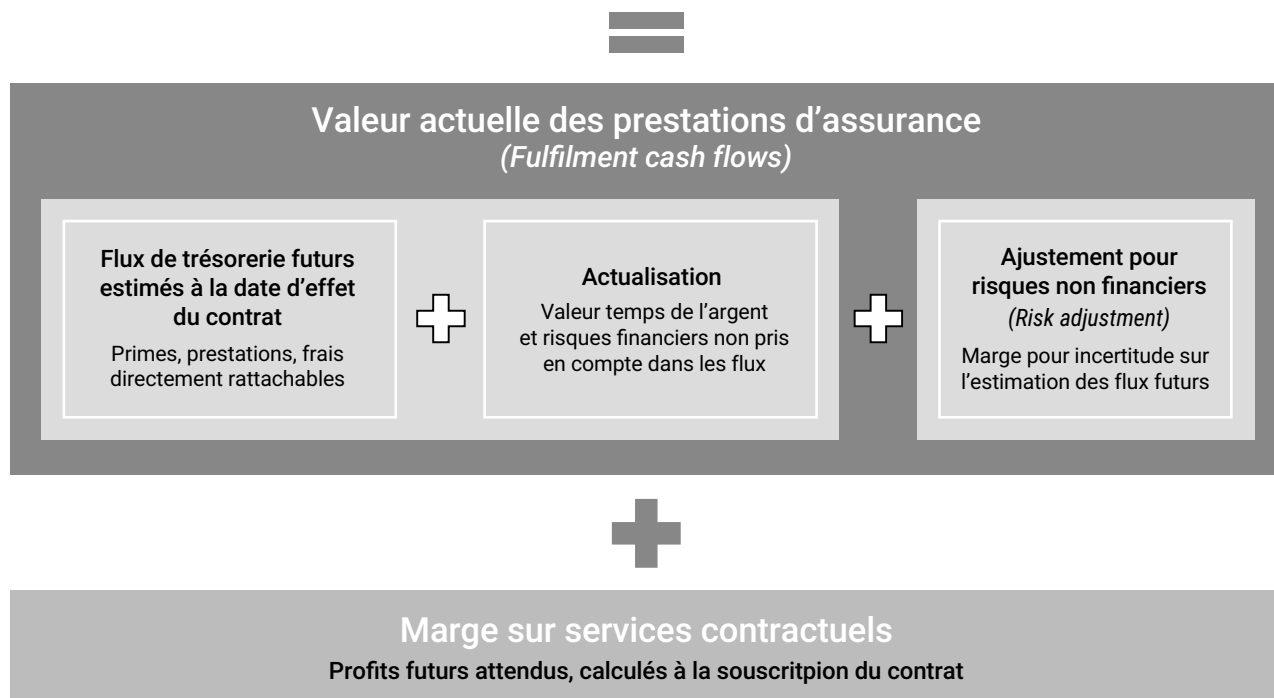 Valeur actuelle des prestations d’assurance
(Fulfilment cash flows)
Flux de trésorerie futurs
estimés à la date d’effet
du contrat
Primes, prestations, frais
directement rattachables
Actualisation
Valeur temps de l’argent
et risques financiers non pris
en compte dans les flux
Ajustement pour
risques non financiers
(Risk adjustment)
Marge pour incertitude sur
l’estimation des flux futurs
Marge sur services contractuels
Profits futurs attendus, calculés à la souscritpion du contrat